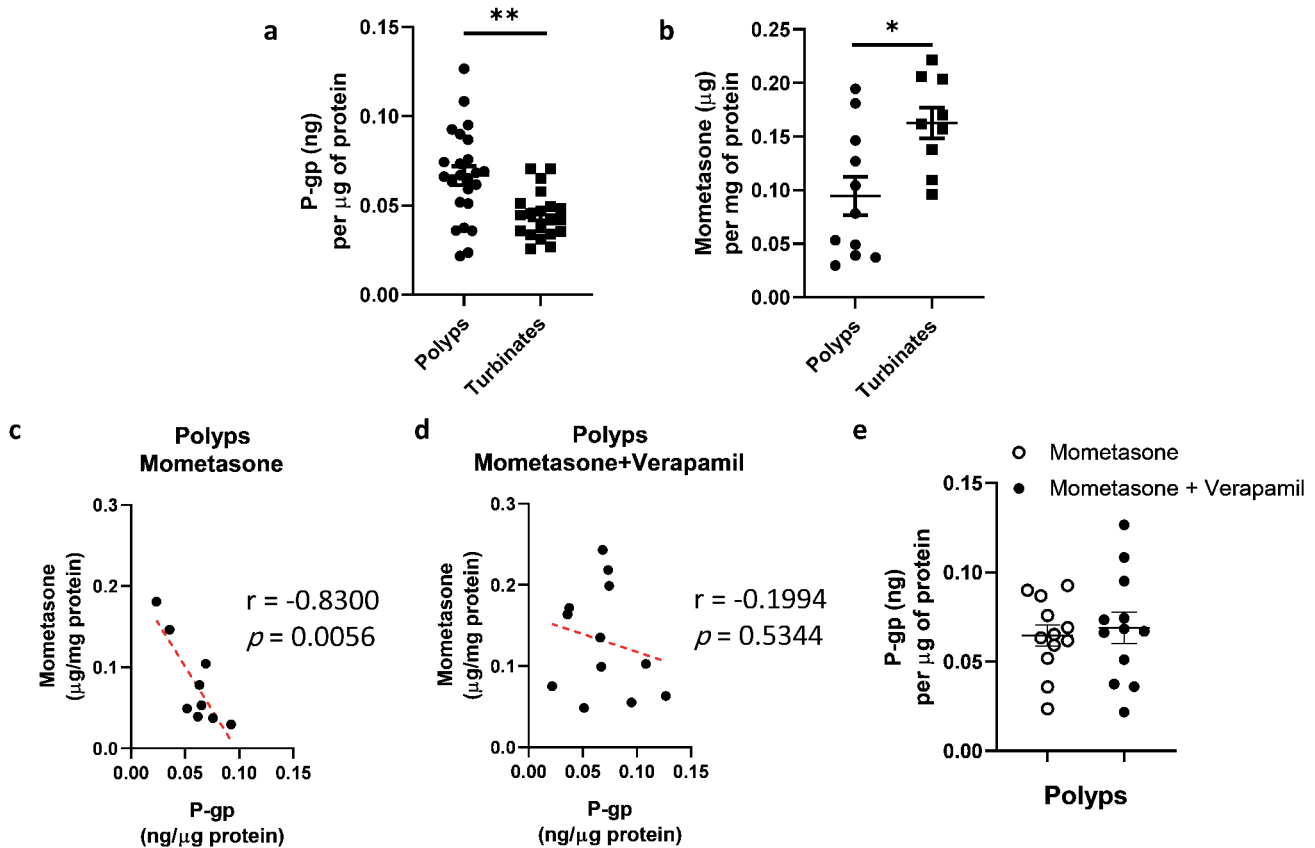 a
**
P-gp (ng)
per μg of protein
0.15
0.10
0.05
0.00
Polyps
Turbinates
b
*
Mometasone (μg)
per mg of protein
0.25
0.20
0.15
0.10
0.05
0.00
Polyps
Turbinates
c
Polyps
Mometasone
Mometasone
(μg/mg protein)
0.3
0.2
0.1
0.0
r = -0.8300
p = 0.0056
0.00
0.05
0.10
0.15
P-gp
(ng/μg protein)
d
Polyps
Mometasone+Verapamil
Mometasone
(μg/mg protein)
0.3
0.2
0.1
0.0
r = -0.1994
p = 0.5344
0.00
0.05
0.10
0.15
P-gp
(ng/μg protein)
e
Mometasone
Mometasone + Verapamil
P-gp (ng)
per μg of protein
0.15
0.10
0.05
0.00
Polyps